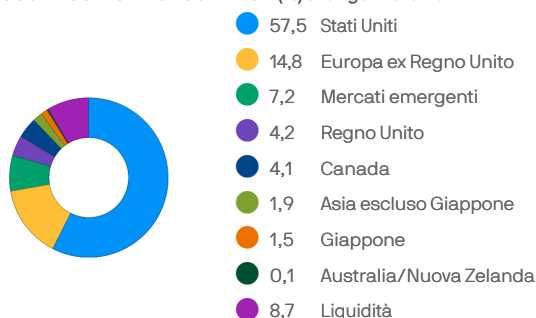 57,5 Stati Uniti
14,8 Europa ex Regno Unito
7,2 Mercati emergenti
4,2 Regno Unito
4,1 Canada
1,9 Asia escluso Giappone
1,5 Giappone
0,1 Australia/Nuova Zelanda
8,7 Liquidità